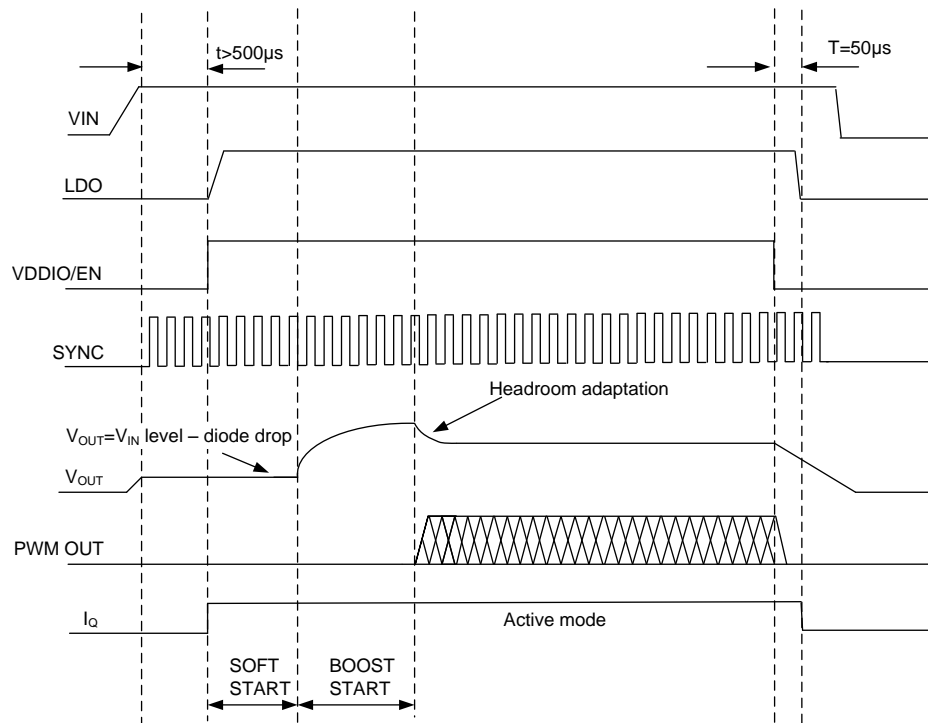 t>500µs
T=50µs
VIN
LDO
VDDIO/EN
SYNC
Headroom adaptation
VOUT=VIN level – diode drop
VOUT
PWM OUT
IQ
Active mode
SOFT
START
BOOST
START